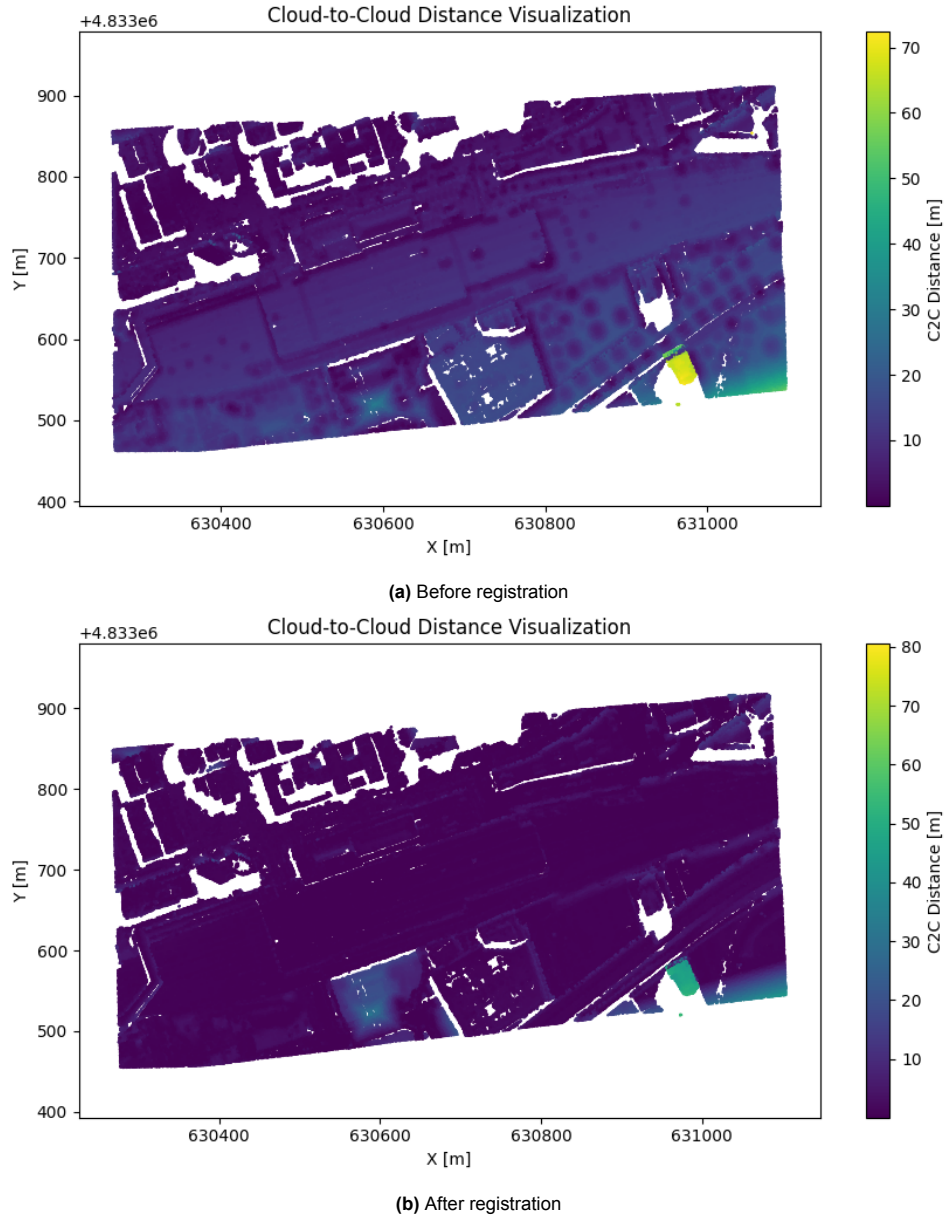 Cloud-to-Cloud Distance Visualization
+4.833e6
900
800
700
600
500
400
Y [m]
630400 630600 630800 631000
X [m]
70
60
50
40
30
20
10
C2C Distance [m]
(a) Before registration
Cloud-to-Cloud Distance Visualization
+4.833e6
900
800
700
600
500
400
Y [m]
630400 630600 630800 631000
X [m]
80
70
60
50
40
30
20
10
C2C Distance [m]
(b) After registration